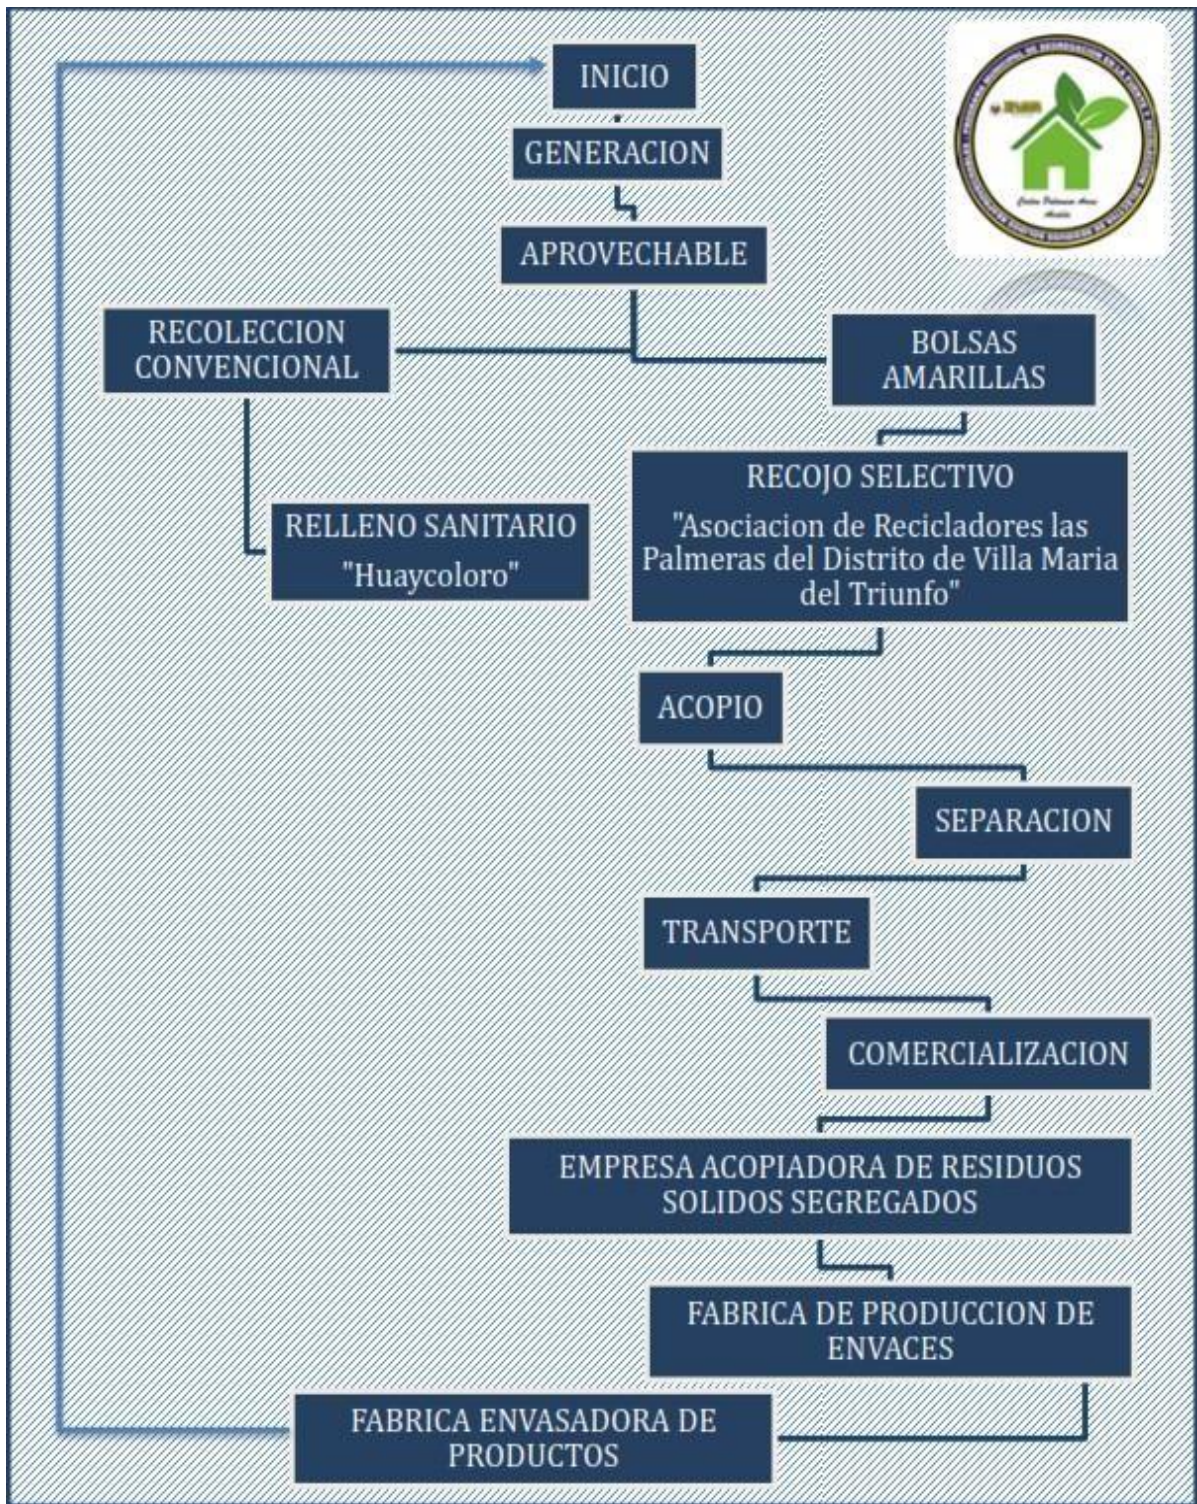 INICIO
GENERACION
APROVECHABLE
RECOLECCION
CONVENCIONAL
BOLSAS
AMARILLAS
RELLENO SANITARIO
"Huaycoloro"
RECOJO SELECTIVO
"Asociacion de Recicladores las
Palmeras del Distrito de Villa Maria
del Triunfo"
ACOPIO
SEPARACION
TRANSPORTE
COMERCIALIZACION
EMPRESA ACOPIADORA DE RESIDUOS
SOLIDOS SEGREGADOS
FABRICA DE PRODUCCION DE
ENVACES
FABRICA ENVASADORA DE
PRODUCTOS